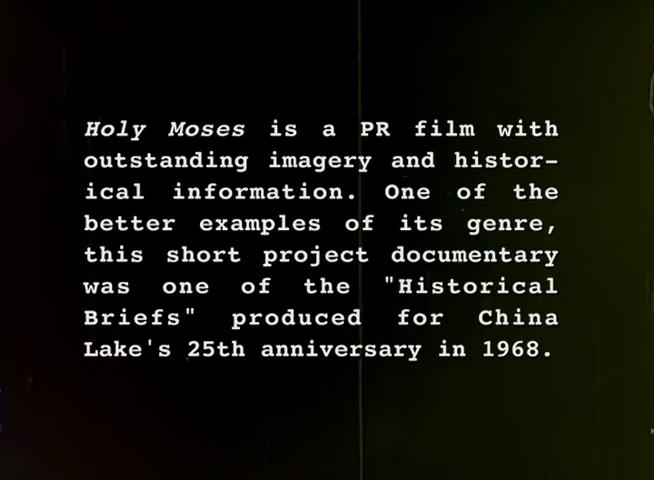 Holy Moses is a PR film with
outstanding imagery and histor-
ical information. One of the
better examples of its genre,
this short project documentary
was one of the "Historical
Briefs" produced for China
Lake's 25th anniversary in 1968.